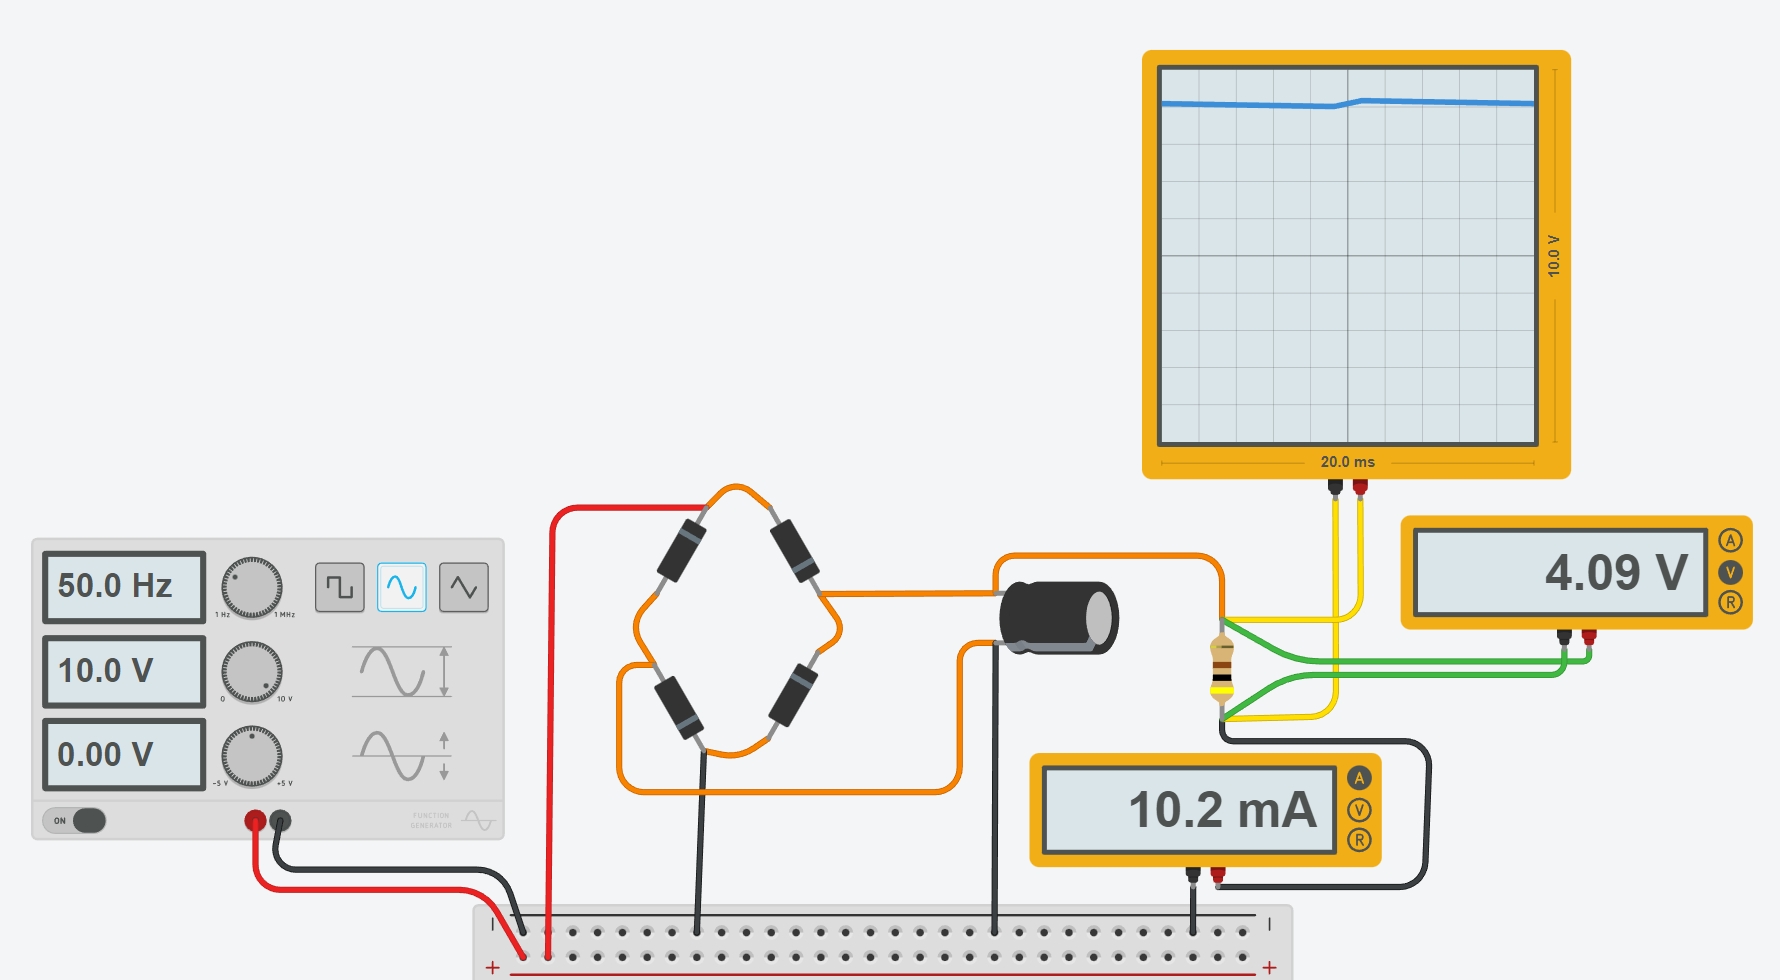 10.0 V
20.0 ms
4.09 V
A
V
R
50.0 Hz
1 Hz
1 MHz
10.0 V
0
10 V
0.00 V
-5 V
+5 V
ON
FUNCTION
GENERATOR
10.2 mA
A
V
R